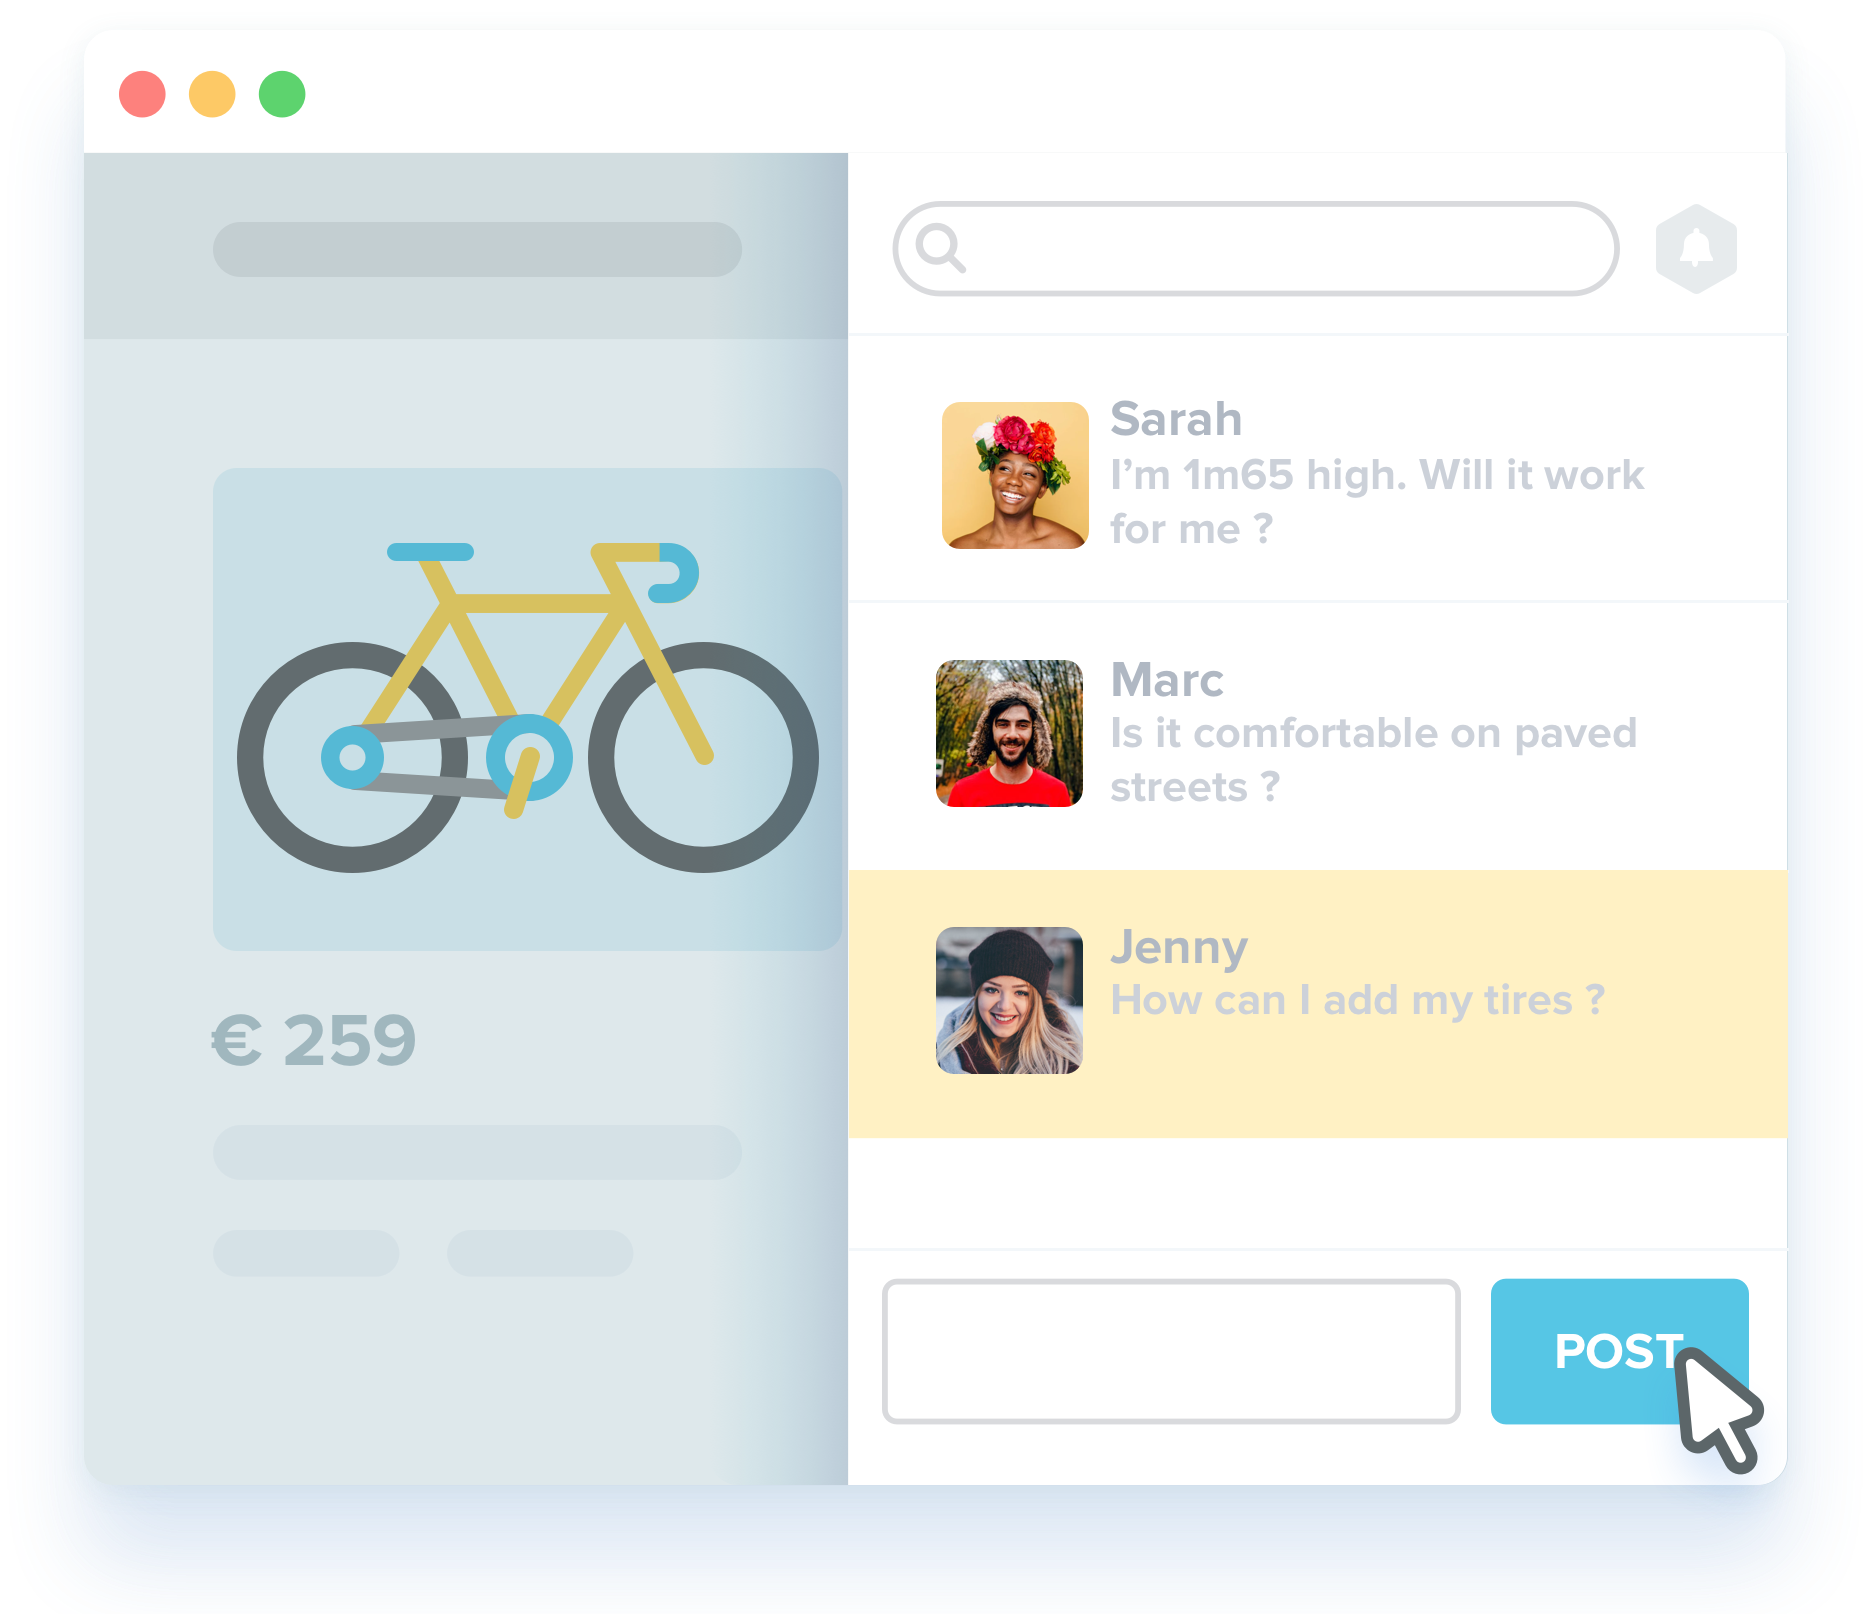 € 259
Sarah
I’m 1m65 high. Will it work
for me ?
Marc
Is it comfortable on paved
streets ?
Jenny
How can I add my tires ?
POST